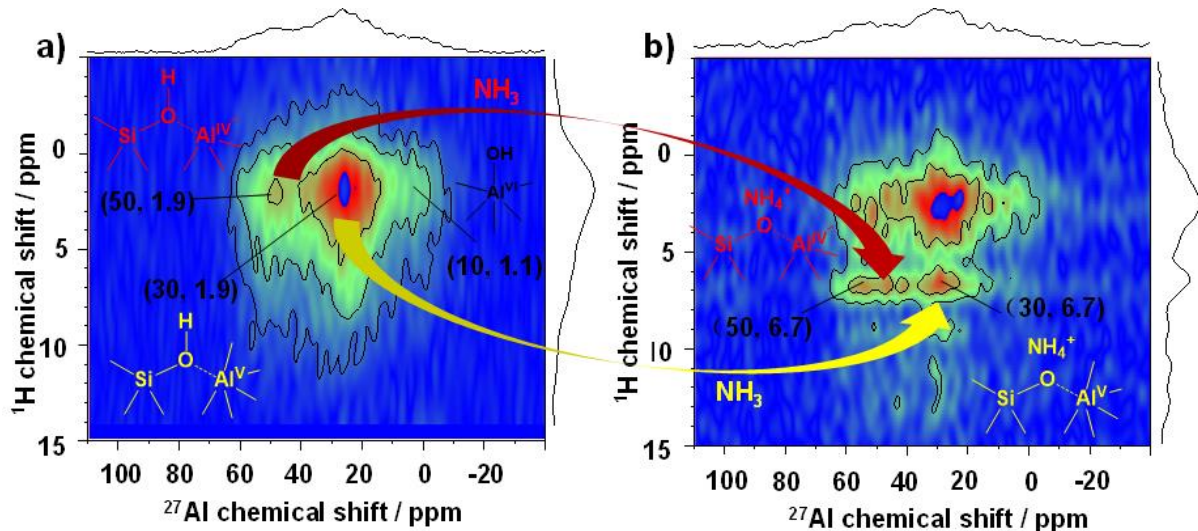 a)
NH₃
H
O
Si
Al^IV
(50, 1.9)
(30, 1.9)
OH
Al^VI
(10, 1.1)
H
O
Si
Al^V
¹H chemical shift / ppm
0
5
10
15
100 80 60 40 20 0 -20
²⁷Al chemical shift / ppm
b)
NH₄⁺
O
Si
Al^IV
(50, 6.7)
(30, 6.7)
NH₃
NH₄⁺
O
Si
Al^V
¹H chemical shift / ppm
0
5
10
15
100 80 60 40 20 0 -20
²⁷Al chemical shift / ppm